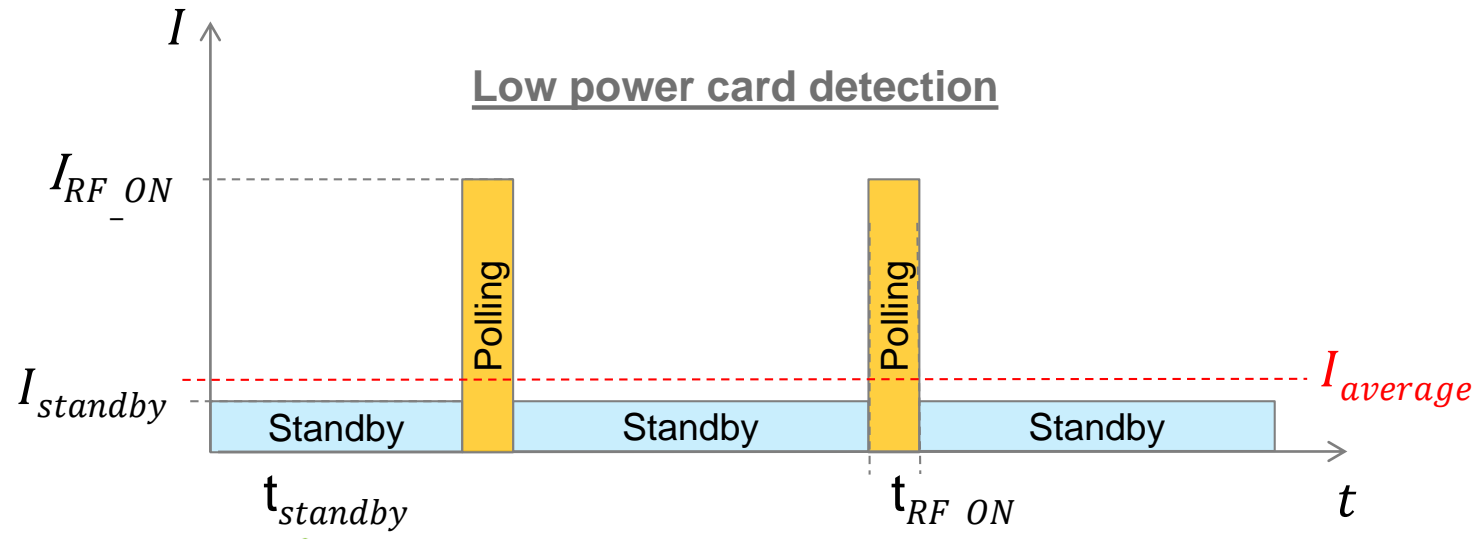 I
Low power card detection
I_RF_ON
Polling
Polling
I_average
I_standby
Standby
Standby
Standby
t_standby
t_RF ON
t